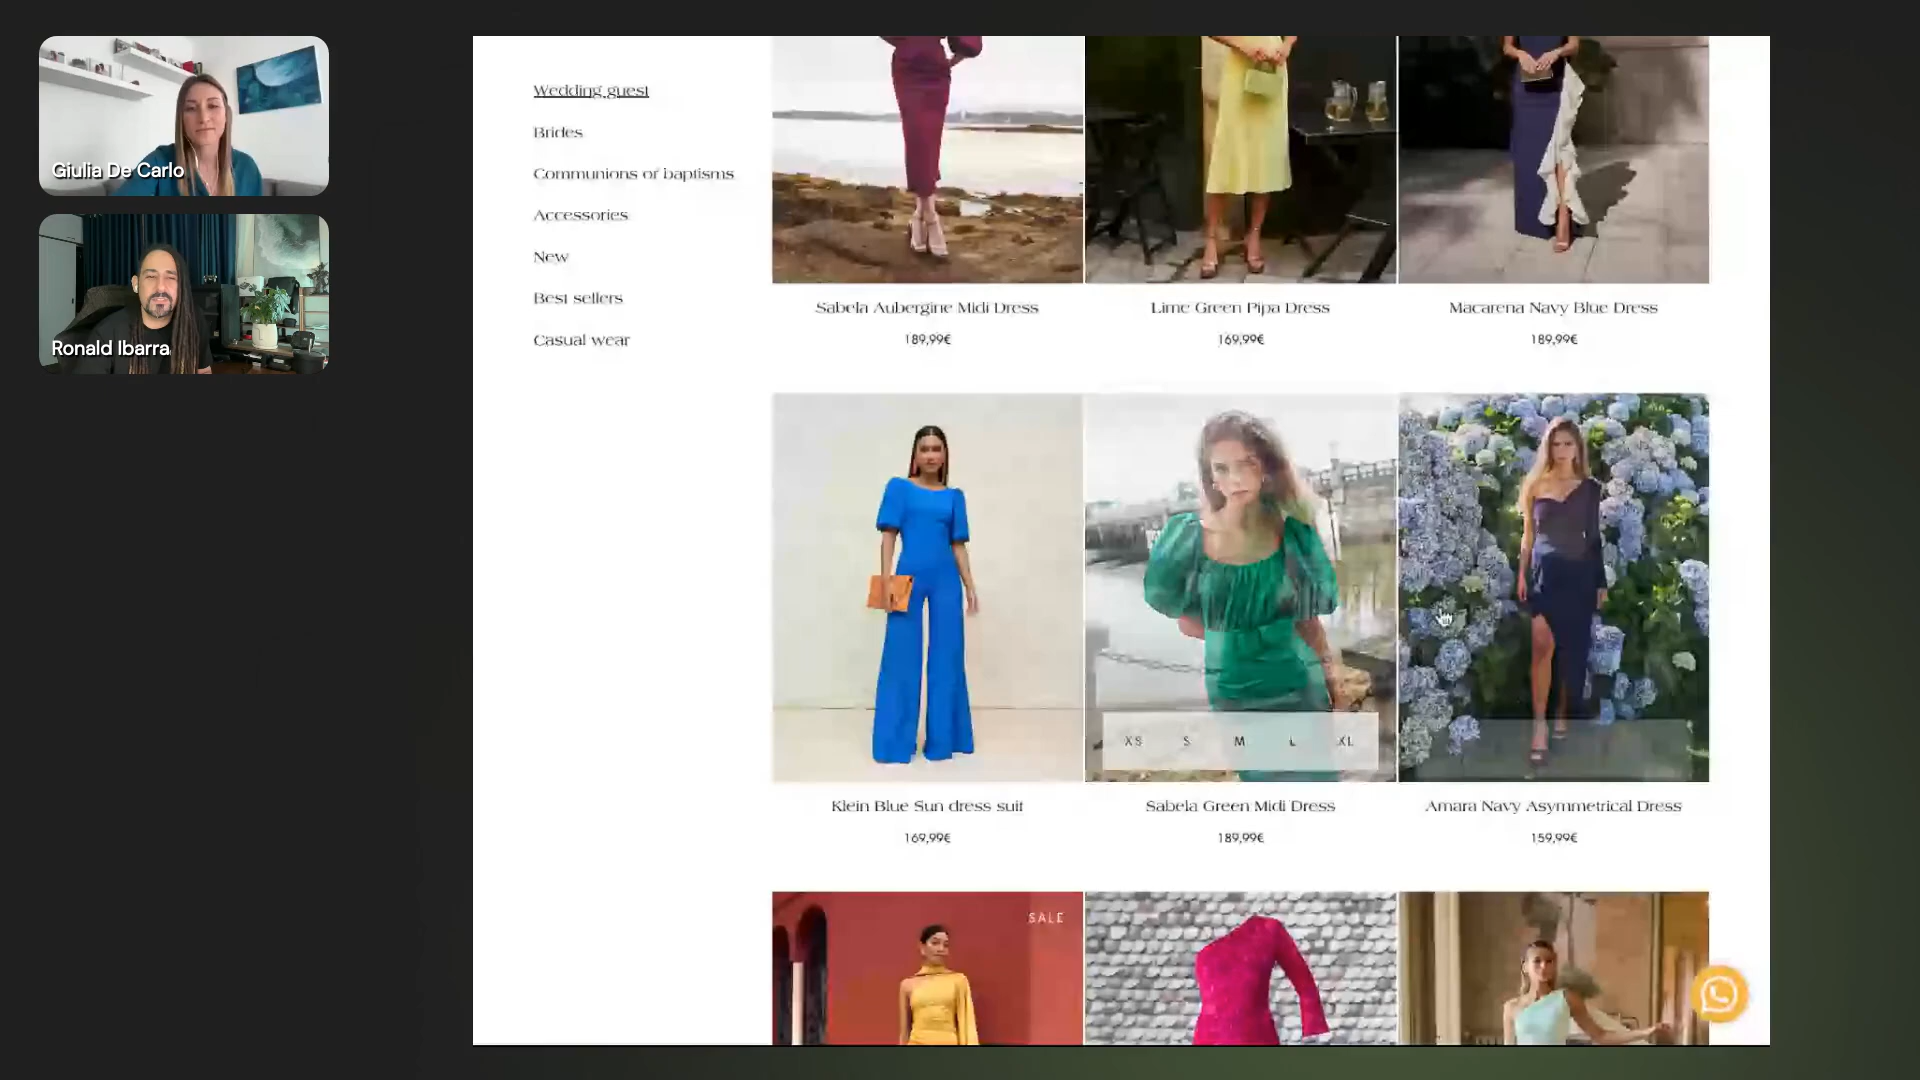 Giulia De Carlo
Ronald Ibarra
Wedding guest
Brides
Communions or baptisms
Accessories
New
Best sellers
Casual wear
Sabela Aubergine Midi Dress
189,99€
Lime Green Pipa Dress
169,99€
Macarena Navy Blue Dress
189,99€
XS S M L XL
Klein Blue Sun dress suit
169,99€
Sabela Green Midi Dress
189,99€
Amara Navy Asymmetrical Dress
159,99€
SALE